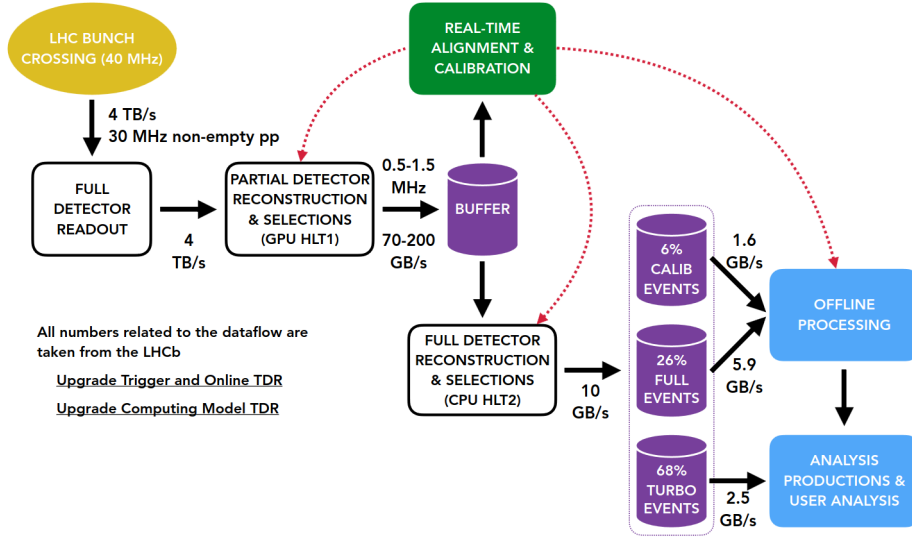 LHC BUNCH
CROSSING (40 MHz)
REAL-TIME
ALIGNMENT &
CALIBRATION
4 TB/s
30 MHz non-empty pp
FULL
DETECTOR
READOUT
4
TB/s
PARTIAL DETECTOR
RECONSTRUCTION
& SELECTIONS
(GPU HLT1)
0.5-1.5
MHz
70-200
GB/s
BUFFER
FULL DETECTOR
RECONSTRUCTION
& SELECTIONS
(CPU HLT2)
10
GB/s
6%
CALIB
EVENTS
1.6
GB/s
26%
FULL
EVENTS
5.9
GB/s
68%
TURBO
EVENTS
2.5
GB/s
OFFLINE
PROCESSING
ANALYSIS
PRODUCTIONS &
USER ANALYSIS
All numbers related to the dataflow are
taken from the LHCb
Upgrade Trigger and Online TDR
Upgrade Computing Model TDR